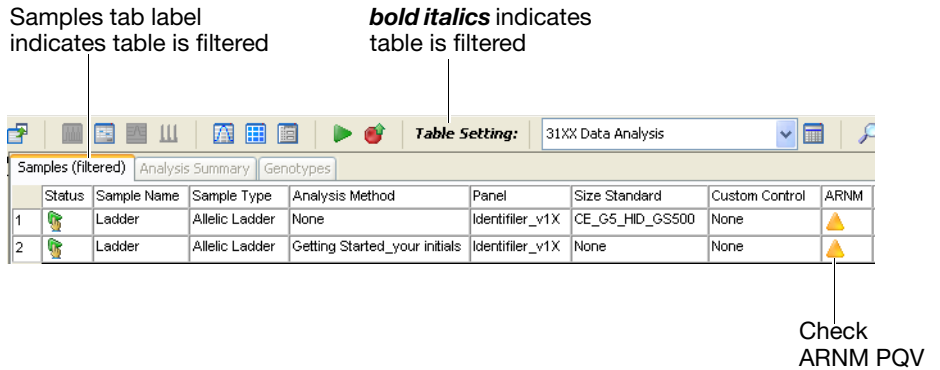 Samples tab label
indicates table is filtered
bold italics indicates
table is filtered
Table Setting: 31XX Data Analysis
Samples (filtered) Analysis Summary Genotypes
Status Sample Name Sample Type Analysis Method Panel Size Standard Custom Control ARNM
1 Ladder Allelic Ladder None Identifiler_v1X CE_G5_HID_GS500 None
2 Ladder Allelic Ladder Getting Started_your initials Identifiler_v1X None None
Check
ARNM PQV